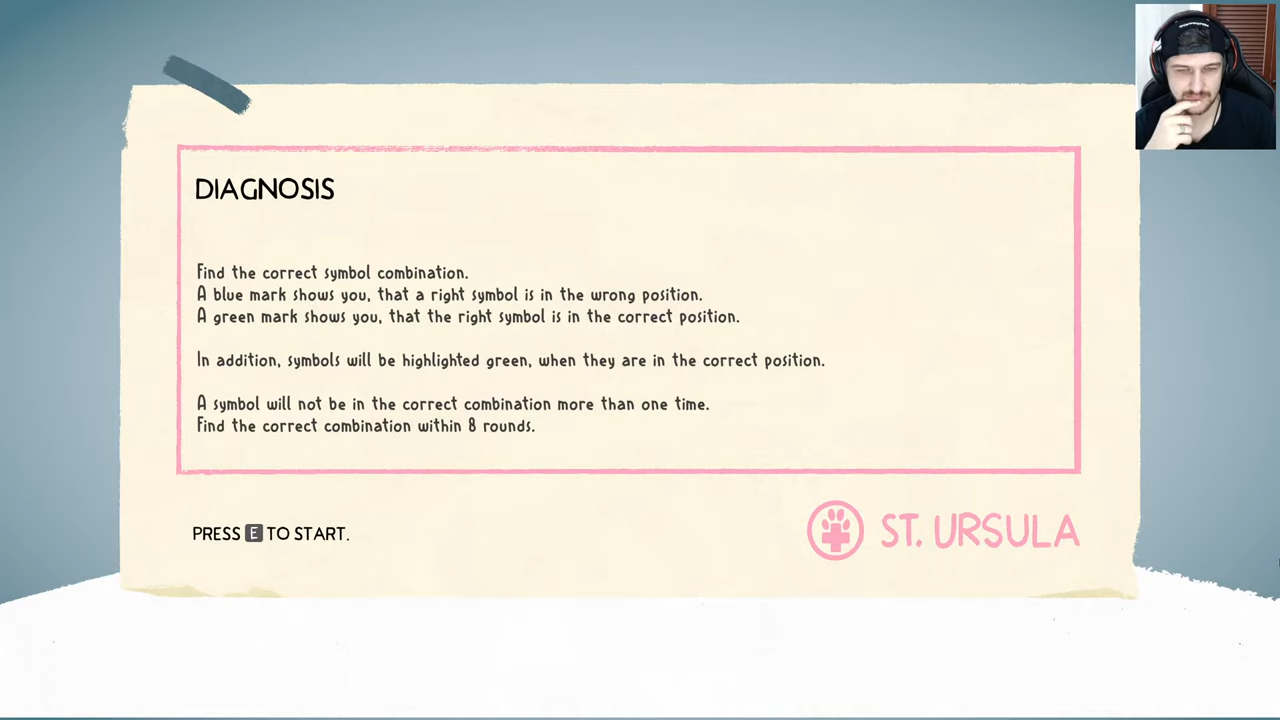 DIAGNOSIS
Find the correct symbol combination.
A blue mark shows you, that a right symbol is in the wrong position.
A green mark shows you, that the right symbol is in the correct position.
In addition, symbols will be highlighted green, when they are in the correct position.
A symbol will not be in the correct combination more than one time.
Find the correct combination within 8 rounds.
PRESS E TO START.
ST. URSULA